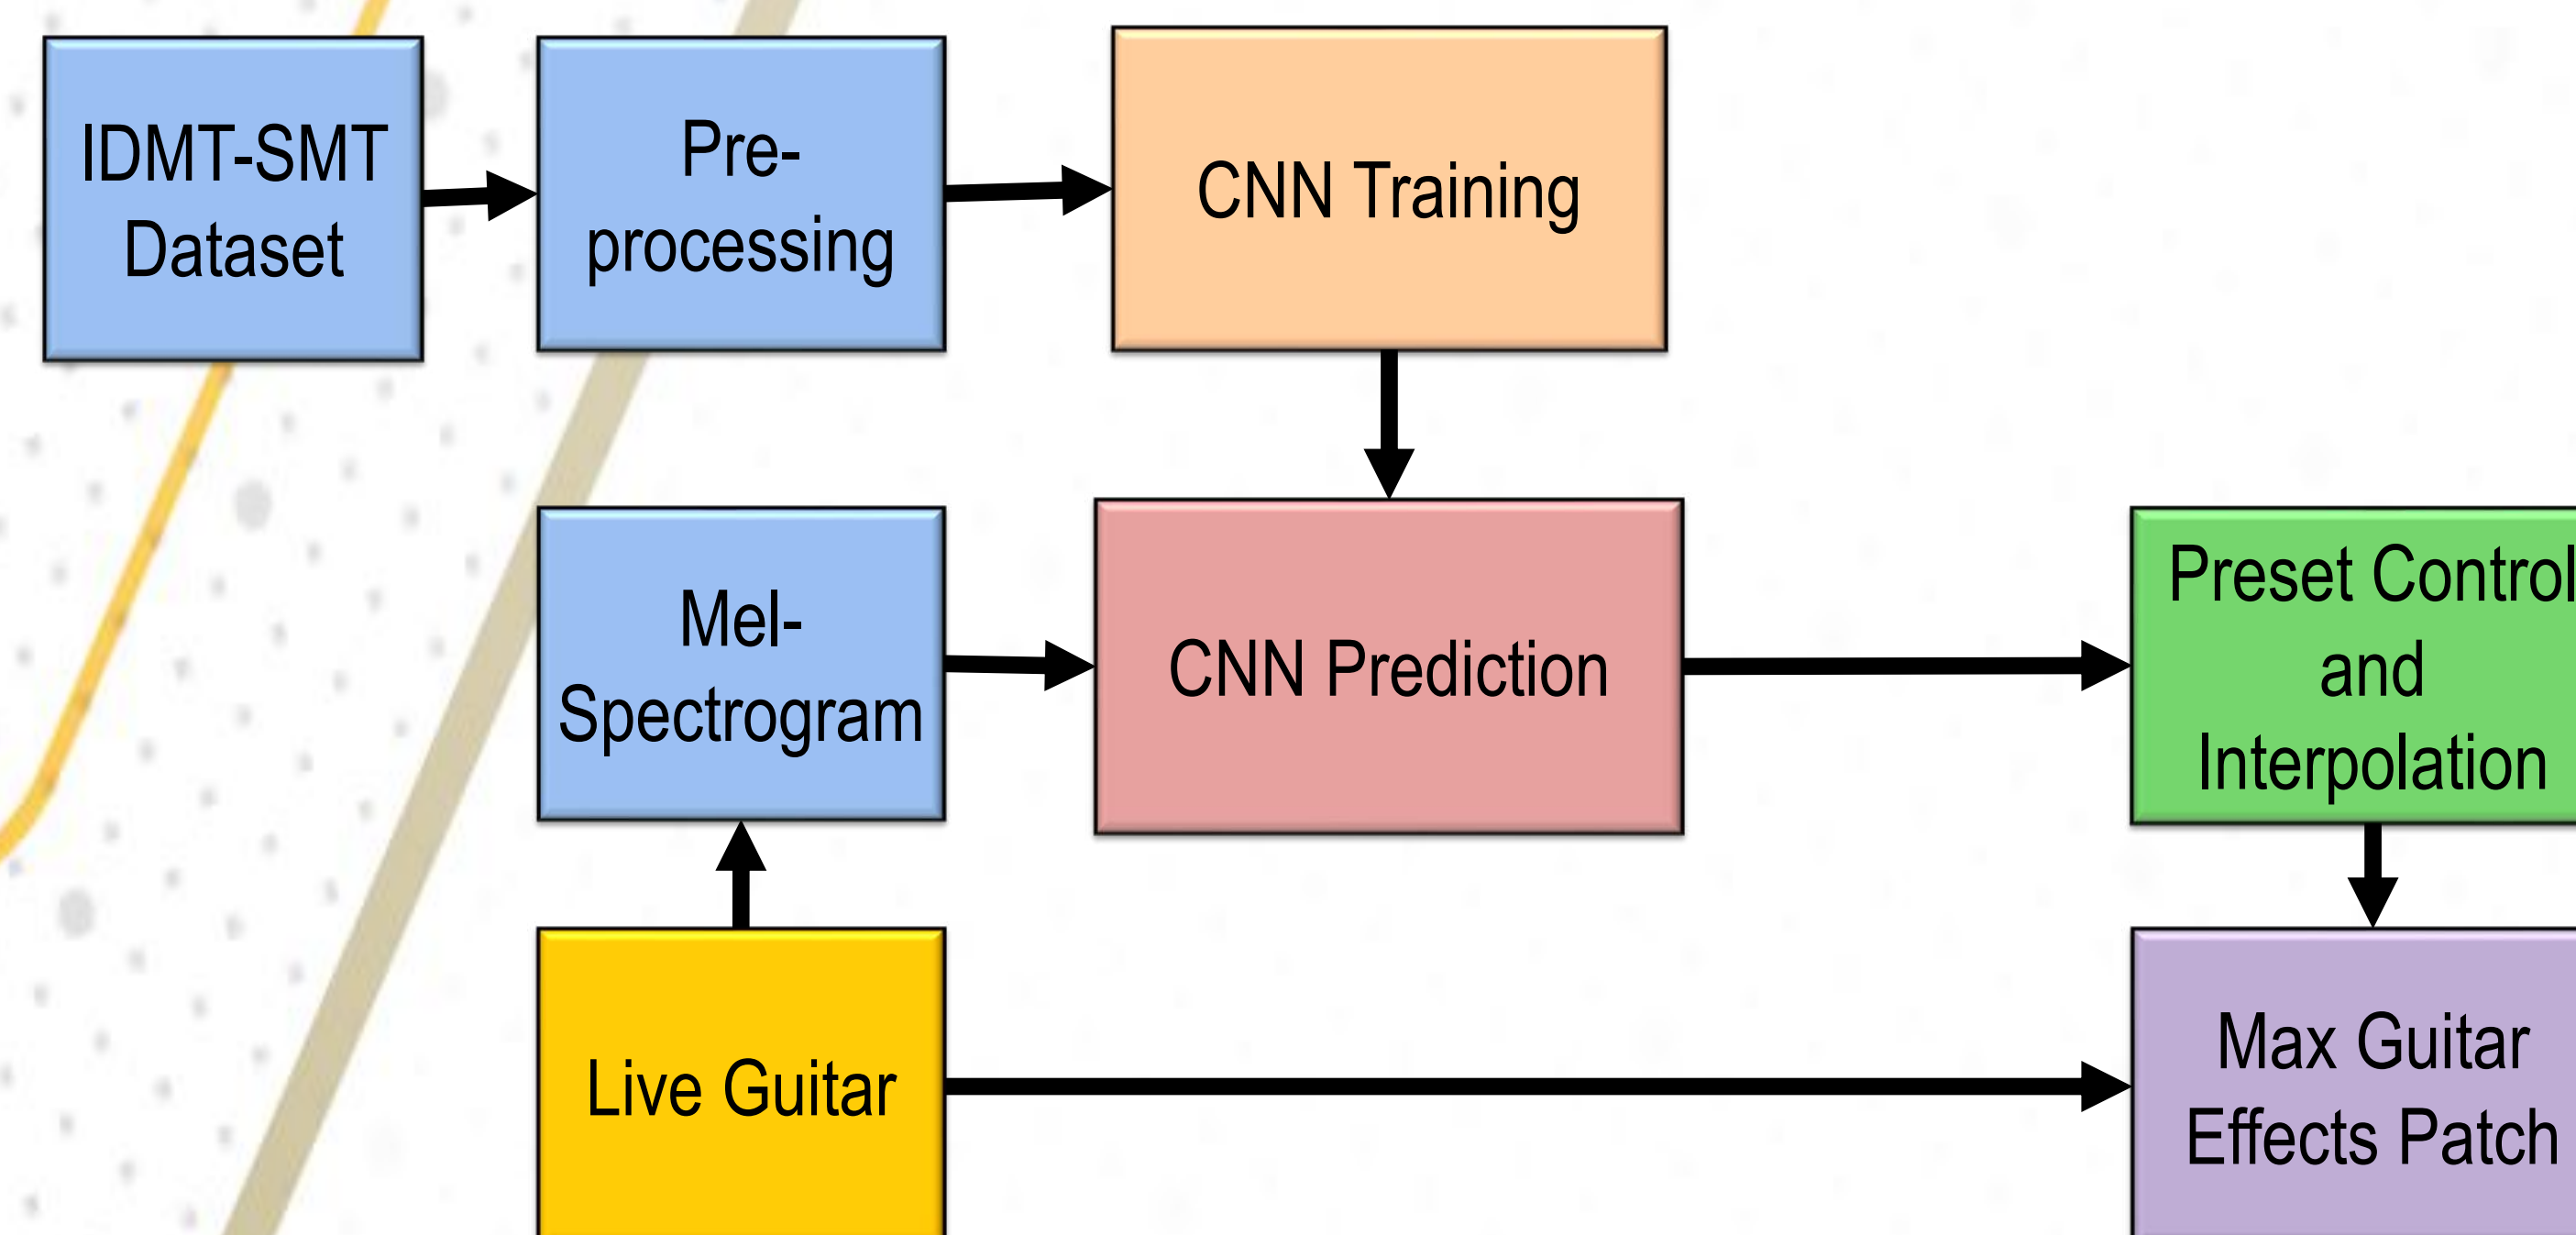 IDMT-SMT
Dataset
Pre-
processing
CNN Training
Mel-
Spectrogram
CNN Prediction
Preset Control
and
Interpolation
Live Guitar
Max Guitar
Effects Patch